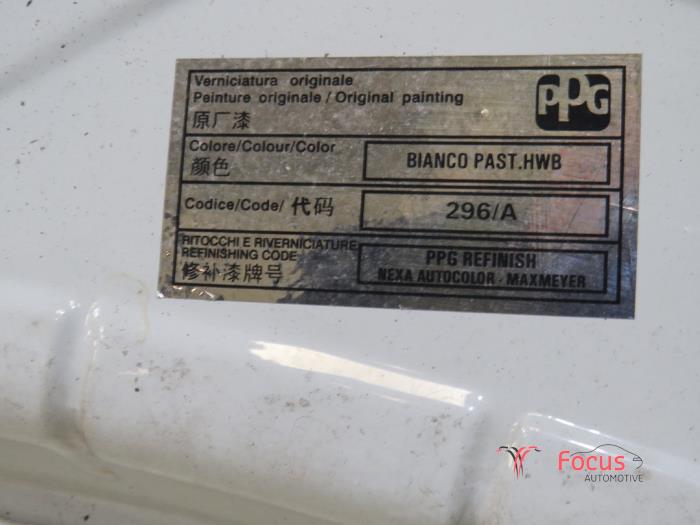 Verniciatura originale
Peinture originale / Original painting
原厂漆
PPG
Colore/Colour/Color
颜色
BIANCO PAST.HWB
Codice/Code/ 代码
296/A
RITOCCHI E RIVERNICIATURE
REFINISHING CODE
修补漆牌号
PPG REFINISH
NEXA AUTOCOLOR - MAXMEYER
Focus
AUTOMOTIVE